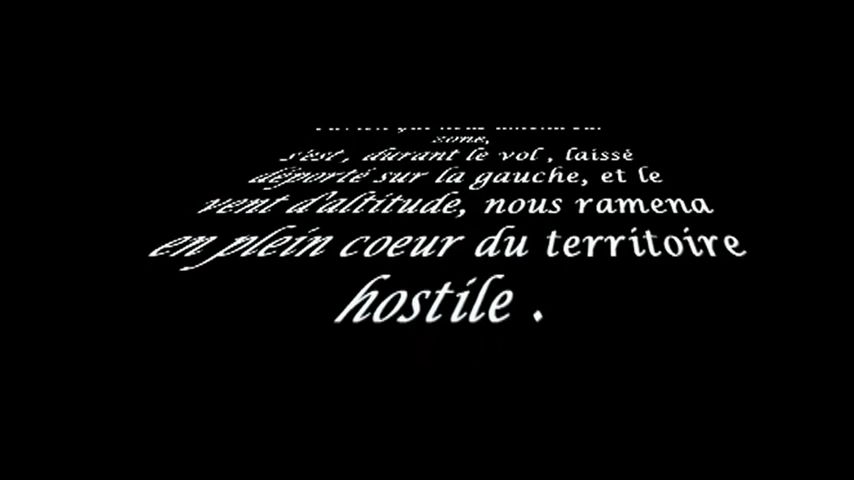 zone,
s'est , durant le vol , laissé
déporté sur la gauche, et le
vent d'altitude, nous ramena
en plein coeur du territoire
hostile .